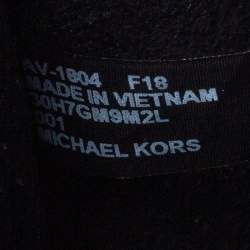 AV-1804 F18
MADE IN VIETNAM
30H7GM9M2L
001
MICHAEL KORS